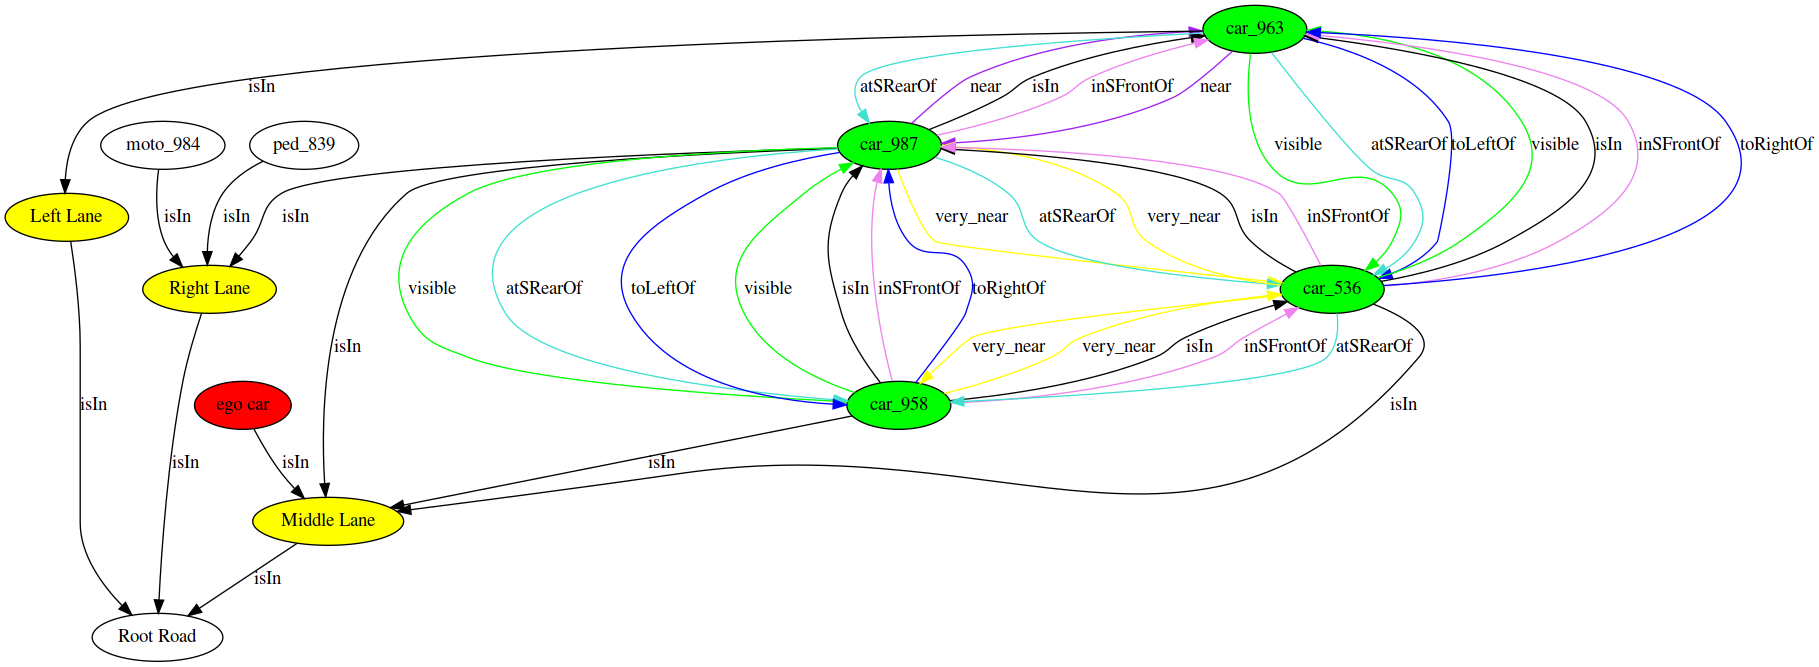 car_963
isIn
atSRearOf
near
isIn
inSFrontOf
near
moto_984
ped_839
car_987
visible
atSRearOf
toLeftOf
visible
isIn
inSFrontOf
toRightOf
Left Lane
isIn
isIn
isIn
very_near
atSRearOf
very_near
isIn
inSFrontOf
Right Lane
visible
atSRearOf
toLeftOf
visible
isIn
inSFrontOf
toRightOf
car_536
isIn
very_near
very_near
isIn
inSFrontOf
atSRearOf
isIn
ego car
car_958
isIn
isIn
isIn
isIn
Middle Lane
isIn
Root Road